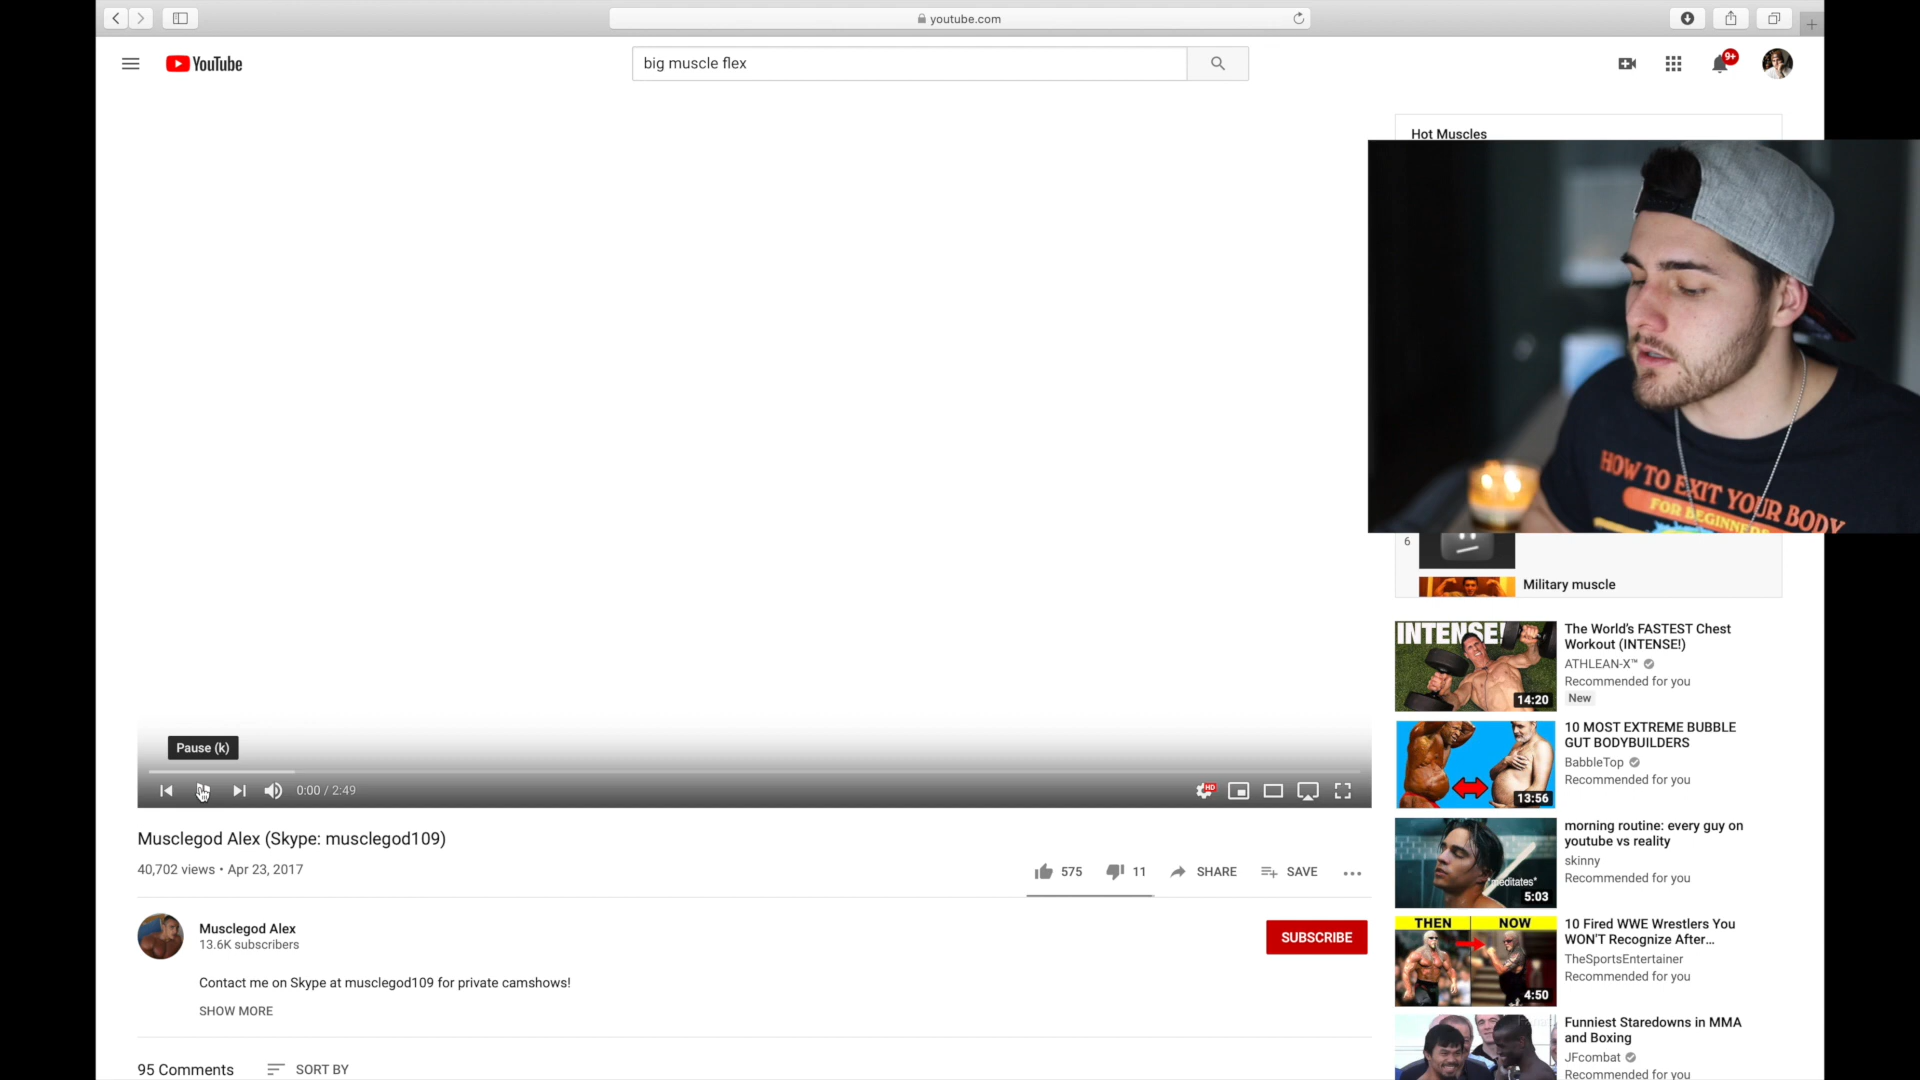 youtube.com
YouTube
big muscle flex
9+
Hot Muscles
HOW TO EXIT YOUR BODY
FOR BEGINNERS
6
Military muscle
INTENSE!
14:20
The World's FASTEST Chest
Workout (INTENSE!)
ATHLEAN-X™
Recommended for you
New
13:56
10 MOST EXTREME BUBBLE
GUT BODYBUILDERS
BabbleTop
Recommended for you
*meditates*
5:03
morning routine: every guy on
youtube vs reality
skinny
Recommended for you
THEN NOW
4:50
10 Fired WWE Wrestlers You
WON'T Recognize After...
TheSportsEntertainer
Recommended for you
Funniest Staredowns in MMA
and Boxing
JFcombat
Recommended for you
Pause (k)
0:00 / 2:49
HD
Musclegod Alex (Skype: musclegod109)
40,702 views • Apr 23, 2017
575 11 SHARE SAVE
Musclegod Alex
13.6K subscribers
SUBSCRIBE
Contact me on Skype at musclegod109 for private camshows!
SHOW MORE
95 Comments SORT BY